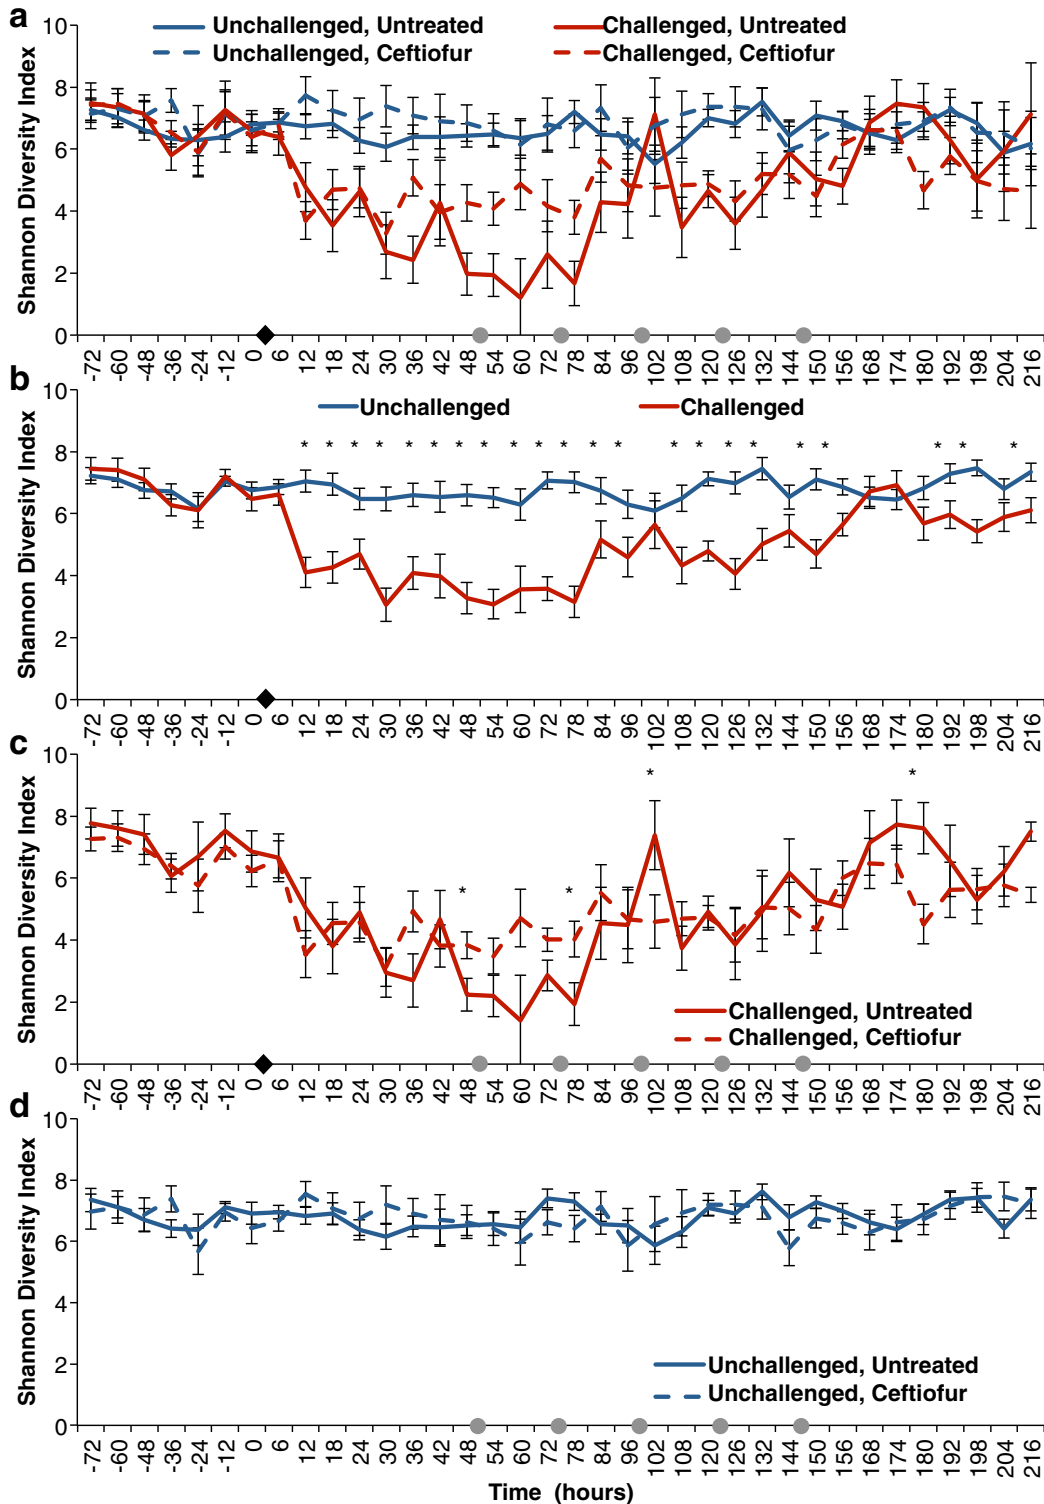 a
Unchallenged, Untreated
Challenged, Untreated
Unchallenged, Ceftiofur
Challenged, Ceftiofur
Shannon Diversity Index
10
8
6
4
2
0
-72 -60 -48 -36 -24 -12 0 6 12 18 24 30 36 42 48 54 60 72 78 84 96 102 108 120 126 132 144 150 156 168 174 180 192 198 204 216
b
Unchallenged
Challenged
* * * * * * * * * * * * * * * * * * * * * *
Shannon Diversity Index
10
8
6
4
2
0
-72 -60 -48 -36 -24 -12 0 6 12 18 24 30 36 42 48 54 60 72 78 84 96 102 108 120 126 132 144 150 156 168 174 180 192 198 204 216
c
* * * *
Shannon Diversity Index
10
8
6
4
2
0
Challenged, Untreated
Challenged, Ceftiofur
-72 -60 -48 -36 -24 -12 0 6 12 18 24 30 36 42 48 54 60 72 78 84 96 102 108 120 126 132 144 150 156 168 174 180 192 198 204 216
d
Shannon Diversity Index
10
8
6
4
2
0
Unchallenged, Untreated
Unchallenged, Ceftiofur
-72 -60 -48 -36 -24 -12 0 6 12 18 24 30 36 42 48 54 60 72 78 84 96 102 108 120 126 132 144 150 156 168 174 180 192 198 204 216
Time (hours)